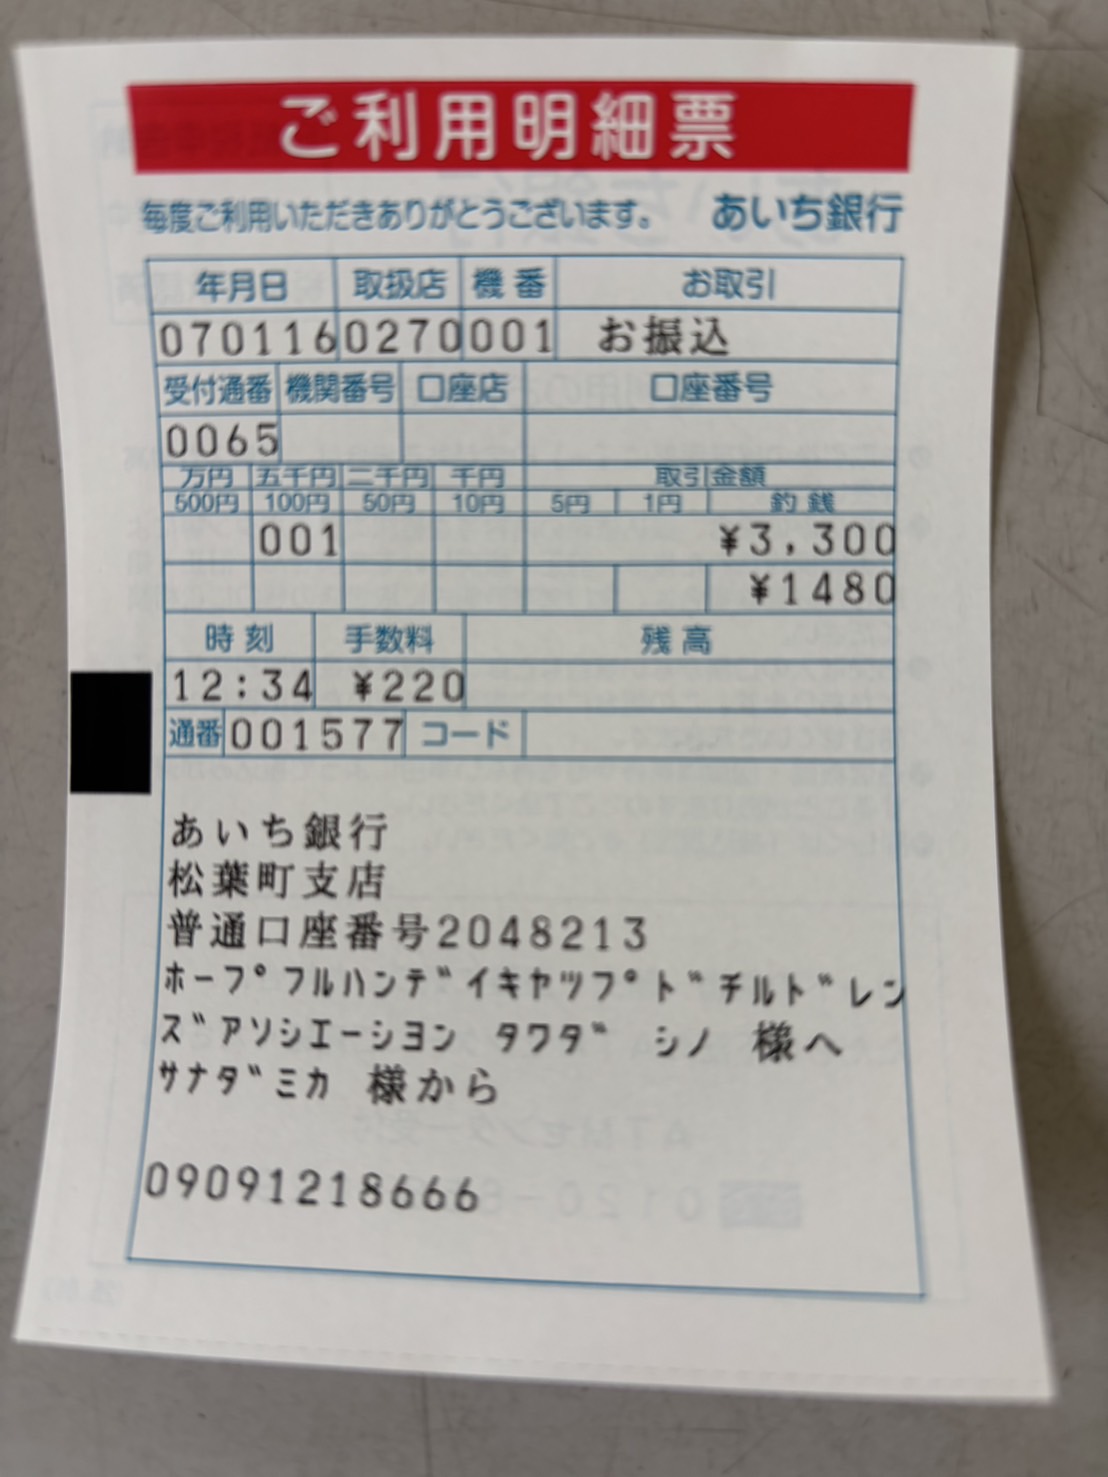 ご利用明細票
毎度ご利用いただきありがとうございます。 あいち銀行
年月日 取扱店 機番 お取引
070116 0270 001 お振込
受付通番 機関番号 口座店 口座番号
0065
万円 五千円 二千円 千円 取引金額
500円 100円 50円 10円 5円 1円 釣銭
001 ¥3,300
¥1480
時刻 手数料 残高
12:34 ¥220
通番 001577 コード
あいち銀行
松葉町支店
普通口座番号2048213
ホープフルハンデイキヤツプドチルドレン
ズアソシエーシヨン タワダ シノ 様へ
サナダミカ 様から
09091218666